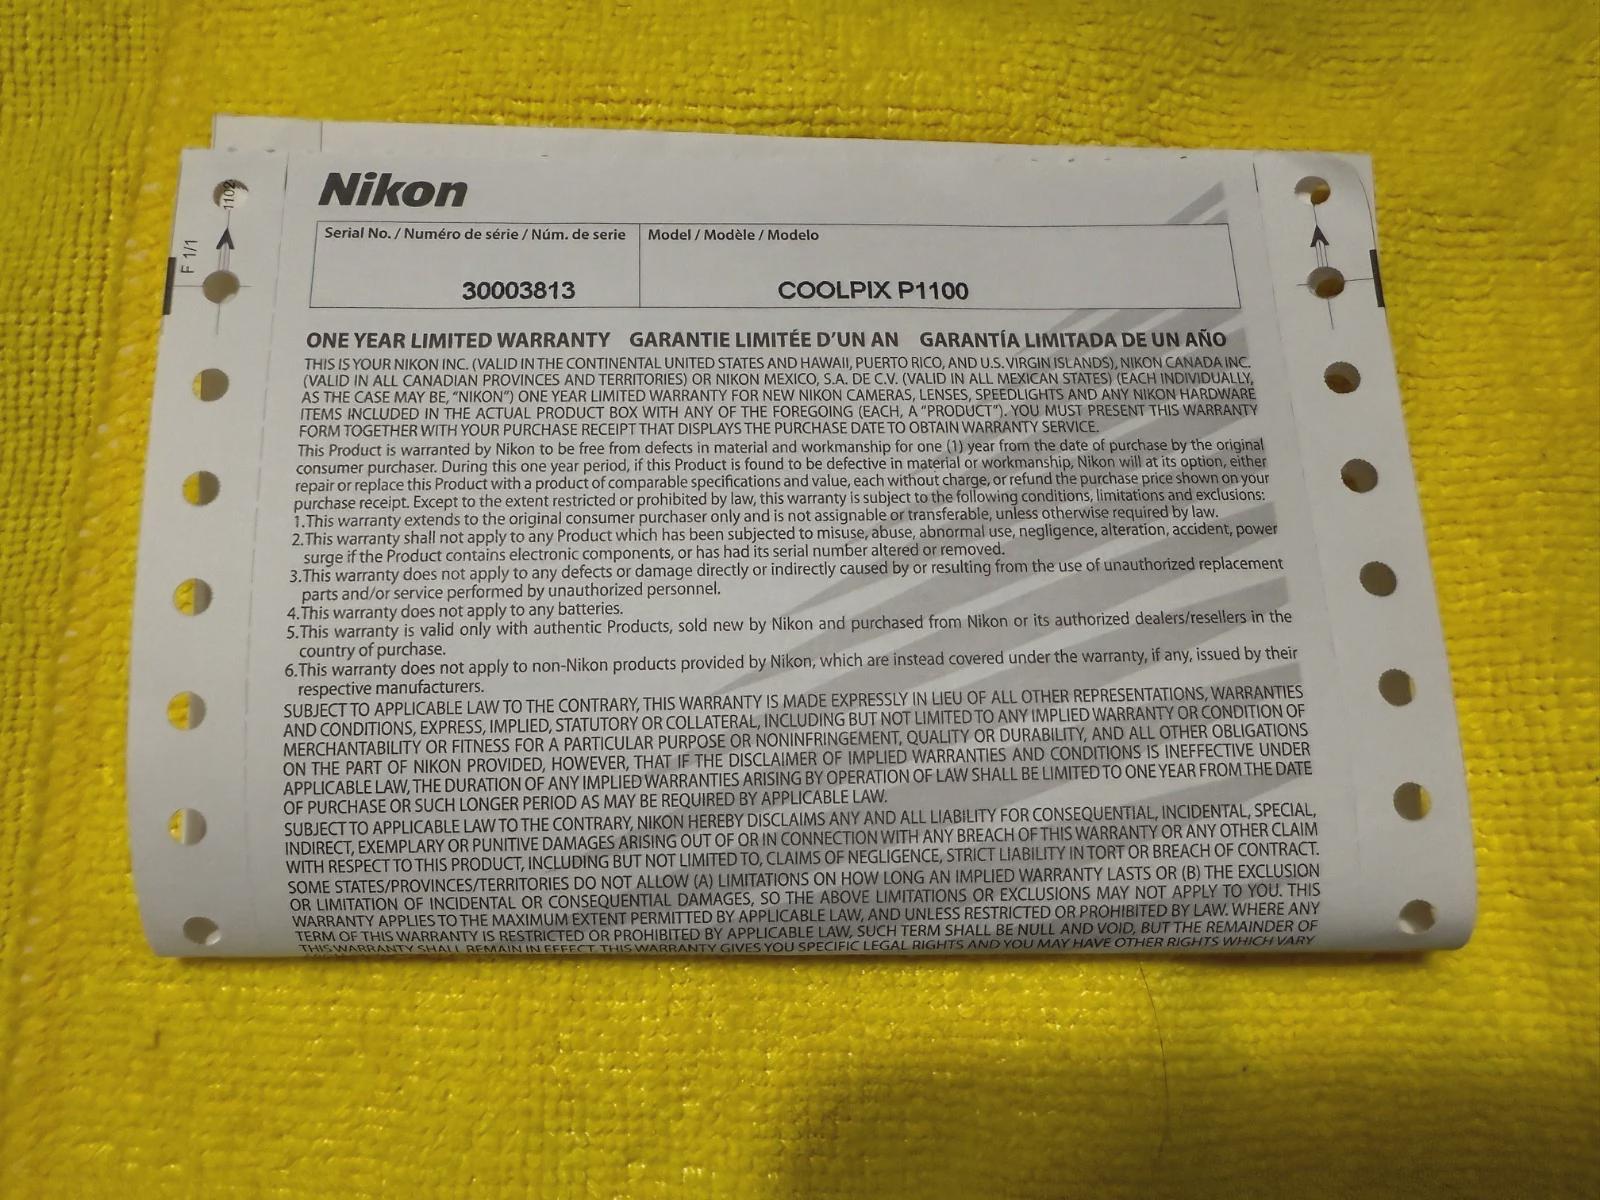 1102
F 1/1
Nikon
Serial No. / Numéro de série / Núm. de serie
Model / Modèle / Modelo
30003813
COOLPIX P1100
ONE YEAR LIMITED WARRANTY GARANTIE LIMITÉE D'UN AN GARANTÍA LIMITADA DE UN AÑO
THIS IS YOUR NIKON INC. (VALID IN THE CONTINENTAL UNITED STATES AND HAWAII, PUERTO RICO, AND U.S. VIRGIN ISLANDS), NIKON CANADA INC.
(VALID IN ALL CANADIAN PROVINCES AND TERRITORIES) OR NIKON MEXICO, S.A. DE C.V. (VALID IN ALL MEXICAN STATES) (EACH INDIVIDUALLY,
AS THE CASE MAY BE, "NIKON") ONE YEAR LIMITED WARRANTY FOR NEW NIKON CAMERAS, LENSES, SPEEDLIGHTS AND ANY NIKON HARDWARE
ITEMS INCLUDED IN THE ACTUAL PRODUCT BOX WITH ANY OF THE FOREGOING (EACH, A "PRODUCT"). YOU MUST PRESENT THIS WARRANTY
FORM TOGETHER WITH YOUR PURCHASE RECEIPT THAT DISPLAYS THE PURCHASE DATE TO OBTAIN WARRANTY SERVICE.
This Product is warranted by Nikon to be free from defects in material and workmanship for one (1) year from the date of purchase by the original
consumer purchaser. During this one year period, if this Product is found to be defective in material or workmanship, Nikon will at its option, either
repair or replace this Product with a product of comparable specifications and value, each without charge, or refund the purchase price shown on your
purchase receipt. Except to the extent restricted or prohibited by law, this warranty is subject to the following conditions, limitations and exclusions:
1.This warranty extends to the original consumer purchaser only and is not assignable or transferable, unless otherwise required by law.
2.This warranty shall not apply to any Product which has been subjected to misuse, abuse, abnormal use, negligence, alteration, accident, power
surge if the Product contains electronic components, or has had its serial number altered or removed.
3.This warranty does not apply to any defects or damage directly or indirectly caused by or resulting from the use of unauthorized replacement
parts and/or service performed by unauthorized personnel.
4.This warranty does not apply to any batteries.
5.This warranty is valid only with authentic Products, sold new by Nikon and purchased from Nikon or its authorized dealers/resellers in the
country of purchase.
6.This warranty does not apply to non-Nikon products provided by Nikon, which are instead covered under the warranty, if any, issued by their
respective manufacturers.
SUBJECT TO APPLICABLE LAW TO THE CONTRARY, THIS WARRANTY IS MADE EXPRESSLY IN LIEU OF ALL OTHER REPRESENTATIONS, WARRANTIES
AND CONDITIONS, EXPRESS, IMPLIED, STATUTORY OR COLLATERAL, INCLUDING BUT NOT LIMITED TO ANY IMPLIED WARRANTY OR CONDITION OF
MERCHANTABILITY OR FITNESS FOR A PARTICULAR PURPOSE OR NONINFRINGEMENT, QUALITY OR DURABILITY, AND ALL OTHER OBLIGATIONS
ON THE PART OF NIKON PROVIDED, HOWEVER, THAT IF THE DISCLAIMER OF IMPLIED WARRANTIES AND CONDITIONS IS INEFFECTIVE UNDER
APPLICABLE LAW, THE DURATION OF ANY IMPLIED WARRANTIES ARISING BY OPERATION OF LAW SHALL BE LIMITED TO ONE YEAR FROM THE DATE
OF PURCHASE OR SUCH LONGER PERIOD AS MAY BE REQUIRED BY APPLICABLE LAW.
SUBJECT TO APPLICABLE LAW TO THE CONTRARY, NIKON HEREBY DISCLAIMS ANY AND ALL LIABILITY FOR CONSEQUENTIAL, INCIDENTAL, SPECIAL,
INDIRECT, EXEMPLARY OR PUNITIVE DAMAGES ARISING OUT OF OR IN CONNECTION WITH ANY BREACH OF THIS WARRANTY OR ANY OTHER CLAIM
WITH RESPECT TO THIS PRODUCT, INCLUDING BUT NOT LIMITED TO, CLAIMS OF NEGLIGENCE, STRICT LIABILITY IN TORT OR BREACH OF CONTRACT.
SOME STATES/PROVINCES/TERRITORIES DO NOT ALLOW (A) LIMITATIONS ON HOW LONG AN IMPLIED WARRANTY LASTS OR (B) THE EXCLUSION
OR LIMITATION OF INCIDENTAL OR CONSEQUENTIAL DAMAGES, SO THE ABOVE LIMITATIONS OR EXCLUSIONS MAY NOT APPLY TO YOU. THIS
WARRANTY APPLIES TO THE MAXIMUM EXTENT PERMITTED BY APPLICABLE LAW, AND UNLESS RESTRICTED OR PROHIBITED BY LAW. WHERE ANY
TERM OF THIS WARRANTY IS RESTRICTED OR PROHIBITED BY APPLICABLE LAW, SUCH TERM SHALL BE NULL AND VOID, BUT THE REMAINDER OF
THIS WARRANTY SHALL REMAIN IN EFFECT. THIS WARRANTY GIVES YOU SPECIFIC LEGAL RIGHTS AND YOU MAY HAVE OTHER RIGHTS WHICH VARY